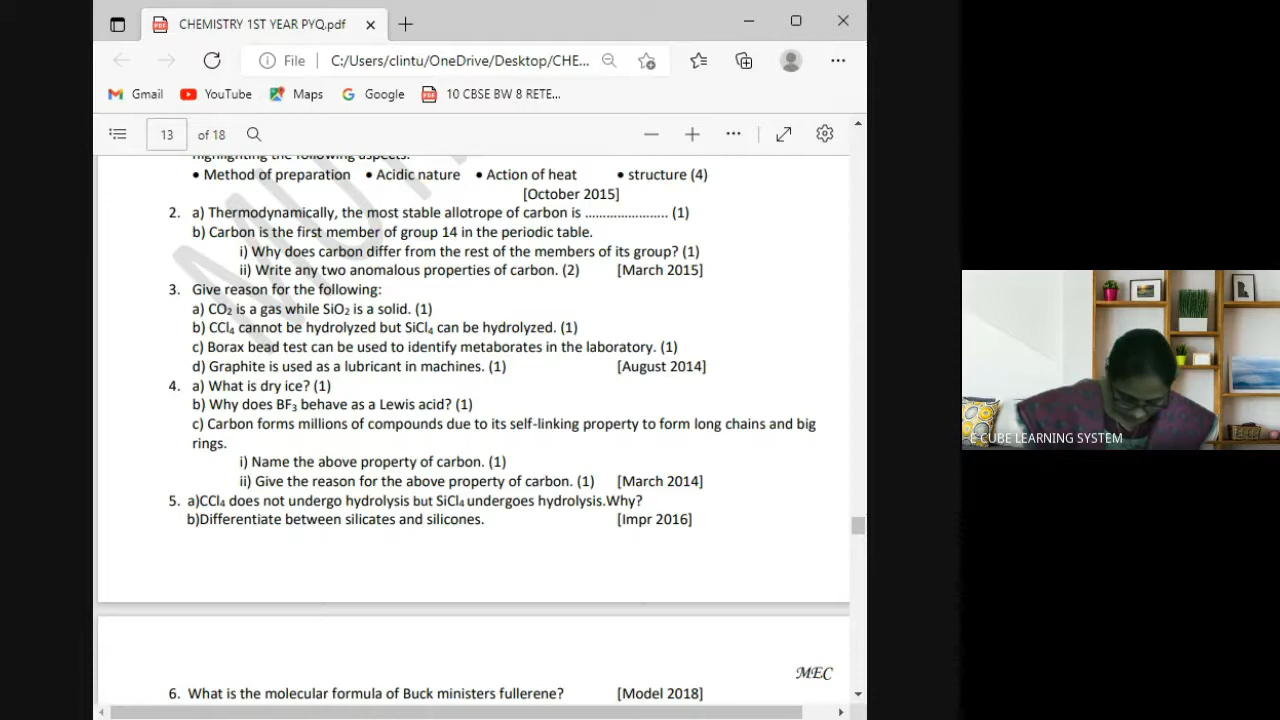 CHEMISTRY 1ST YEAR PYQ.pdf
File C:/Users/clintu/OneDrive/Desktop/CHE...
Gmail YouTube Maps Google 10 CBSE BW 8 RETE...
13 of 18
highlighting the following aspects:
• Method of preparation • Acidic nature • Action of heat • structure (4)
[October 2015]
2. a) Thermodynamically, the most stable allotrope of carbon is ....................... (1)
b) Carbon is the first member of group 14 in the periodic table.
i) Why does carbon differ from the rest of the members of its group? (1)
ii) Write any two anomalous properties of carbon. (2) [March 2015]
3. Give reason for the following:
a) CO₂ is a gas while SiO₂ is a solid. (1)
b) CCl₄ cannot be hydrolyzed but SiCl₄ can be hydrolyzed. (1)
c) Borax bead test can be used to identify metaborates in the laboratory. (1)
d) Graphite is used as a lubricant in machines. (1) [August 2014]
4. a) What is dry ice? (1)
b) Why does BF₃ behave as a Lewis acid? (1)
c) Carbon forms millions of compounds due to its self-linking property to form long chains and big
rings.
i) Name the above property of carbon. (1)
ii) Give the reason for the above property of carbon. (1) [March 2014]
5. a)CCl₄ does not undergo hydrolysis but SiCl₄ undergoes hydrolysis.Why?
b)Differentiate between silicates and silicones. [Impr 2016]
MEC
6. What is the molecular formula of Buck ministers fullerene? [Model 2018]
E CUBE LEARNING SYSTEM